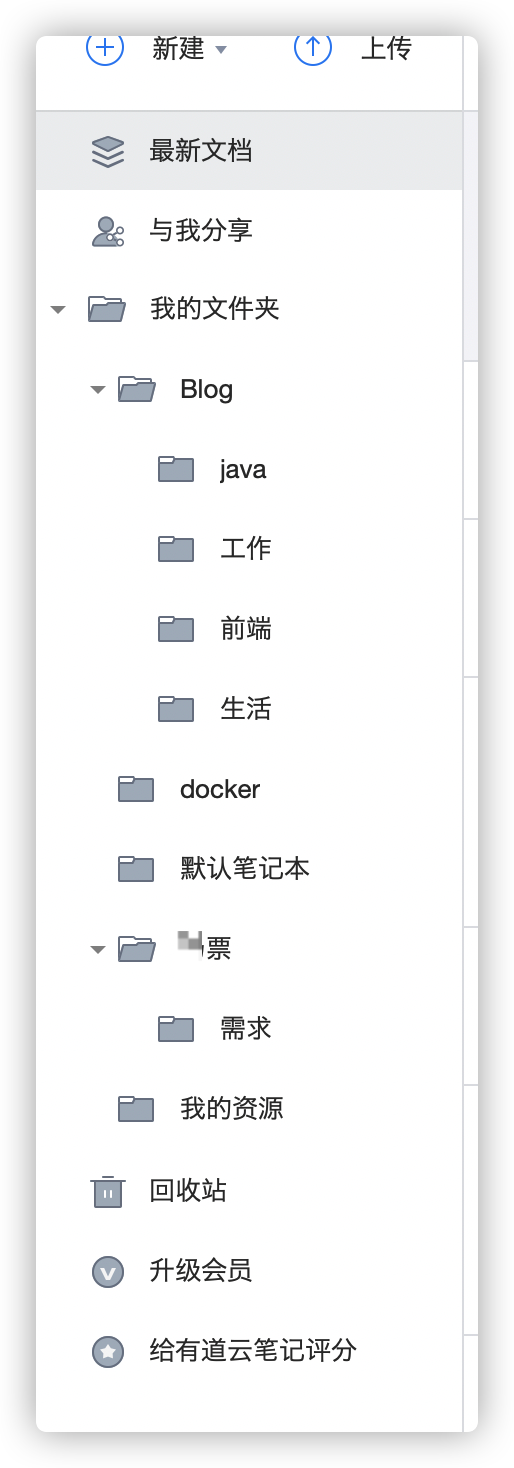 新建
上传
最新文档
与我分享
我的文件夹
Blog
java
工作
前端
生活
docker
默认笔记本
票
需求
我的资源
回收站
升级会员
给有道云笔记评分